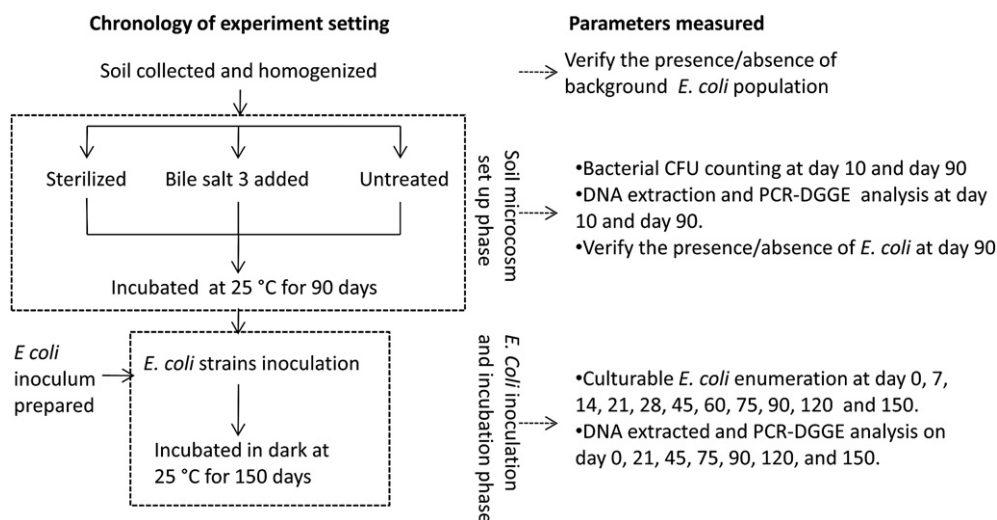 Chronology of experiment setting
Parameters measured
Soil collected and homogenized
Verify the presence/absence of
background E. coli population
Sterilized
Bile salt 3 added
Untreated
Incubated at 25 °C for 90 days
Soil microcosm
set up phase
•Bacterial CFU counting at day 10 and day 90
•DNA extraction and PCR-DGGE analysis at day
10 and day 90.
•Verify the presence/absence of E. coli at day 90
E coli
inoculum
prepared
E. coli strains inoculation
Incubated in dark at
25 °C for 150 days
E. Coli inoculation
and incubation phase
•Culturable E. coli enumeration at day 0, 7,
14, 21, 28, 45, 60, 75, 90, 120 and 150.
•DNA extracted and PCR-DGGE analysis on
day 0, 21, 45, 75, 90, 120, and 150.